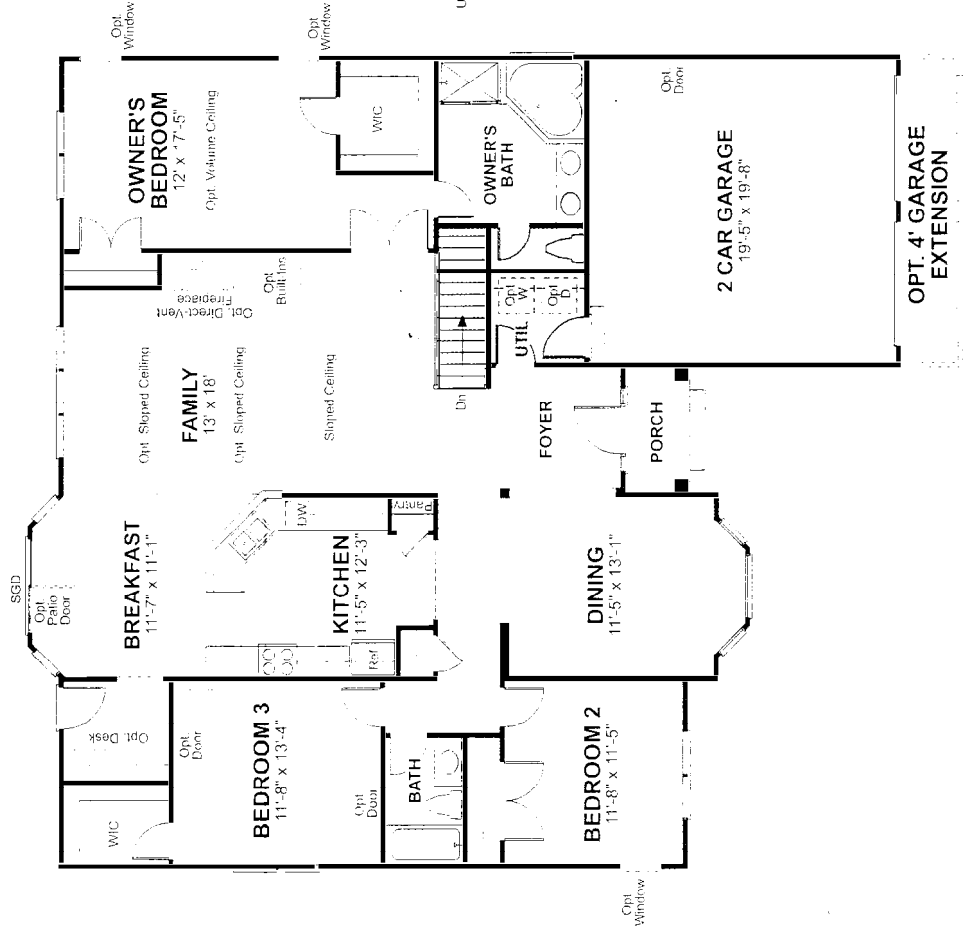 Opt.
Window
Opt
Window
U
OWNER'S
BEDROOM
12' x 17'-5"
Opt. Volume Ceiling
WIC
OWNER'S
BATH
Opt
Door
2 CAR GARAGE
19'-5" x 19'-8"
OPT. 4' GARAGE
EXTENSION
Opt. Direct-Vent
Fireplace
Opt
Built-Ins
Opt
W
Opt
D
UTIL
FAMILY
13' x 18'
Opt. Sloped Ceiling
Opt. Sloped Ceiling
Sloped Ceiling
Dn
FOYER
PORCH
SGD
Opt.
Patio
Door
BREAKFAST
11'-7" x 11'-1"
DW
Pantry
KITCHEN
11'-5" x 12'-3"
Ref
DINING
11'-5" x 13'-1"
Opt. Desk
Opt.
Door
WIC
BEDROOM 3
11'-8" x 13'-4"
Opt
Door
BATH
BEDROOM 2
11'-8" x 11'-5"
Opt
Window